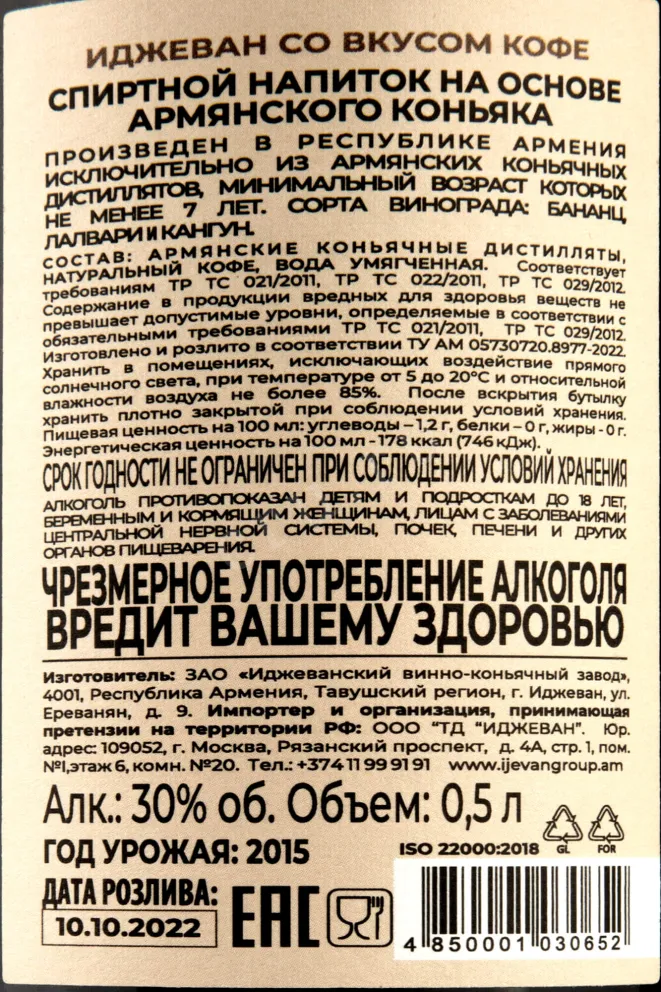 ИДЖЕВАН СО ВКУСОМ КОФЕ
СПИРТНОЙ НАПИТОК НА ОСНОВЕ
АРМЯНСКОГО КОНЬЯКА
ПРОИЗВЕДЕН В РЕСПУБЛИКЕ АРМЕНИЯ
ИСКЛЮЧИТЕЛЬНО ИЗ АРМЯНСКИХ КОНЬЯЧНЫХ
ДИСТИЛЛЯТОВ, МИНИМАЛЬНЫЙ ВОЗРАСТ КОТОРЫХ
НЕ МЕНЕЕ 7 ЛЕТ. СОРТА ВИНОГРАДА: БАНАНЦ,
ЛАЛВАРИ И КАНГУН.
СОСТАВ: АРМЯНСКИЕ КОНЬЯЧНЫЕ ДИСТИЛЛЯТЫ,
НАТУРАЛЬНЫЙ КОФЕ, ВОДА УМЯГЧЕННАЯ. Соответствует
требованиям ТР ТС 021/2011, ТР ТС 022/2011, ТР ТС 029/2012.
Содержание в продукции вредных для здоровья веществ не
превышает допустимые уровни, определяемые в соответствии с
обязательными требованиями ТР ТС 021/2011, ТР ТС 029/2012.
Изготовлено и розлито в соответствии ТУ АМ 05730720.8977-2022.
Хранить в помещениях, исключающих воздействие прямого
солнечного света, при температуре от 5 до 20°С и относительной
влажности воздуха не более 85%. После вскрытия бутылку
хранить плотно закрытой при соблюдении условий хранения.
Пищевая ценность на 100 мл: углеводы – 1,2 г, белки – 0 г, жиры - 0 г.
Энергетическая ценность на 100 мл - 178 ккал (746 кДж).
СРОК ГОДНОСТИ НЕ ОГРАНИЧЕН ПРИ СОБЛЮДЕНИИ УСЛОВИЙ ХРАНЕНИЯ
АЛКОГОЛЬ ПРОТИВОПОКАЗАН ДЕТЯМ И ПОДРОСТКАМ ДО 18 ЛЕТ,
БЕРЕМЕННЫМ И КОРМЯЩИМ ЖЕНЩИНАМ, ЛИЦАМ С ЗАБОЛЕВАНИЯМИ
ЦЕНТРАЛЬНОЙ НЕРВНОЙ СИСТЕМЫ, ПОЧЕК, ПЕЧЕНИ И ДРУГИХ
ОРГАНОВ ПИЩЕВАРЕНИЯ.
ЧРЕЗМЕРНОЕ УПОТРЕБЛЕНИЕ АЛКОГОЛЯ
ВРЕДИТ ВАШЕМУ ЗДОРОВЬЮ
Изготовитель: ЗАО «Иджеванский винно-коньячный завод»,
4001, Республика Армения, Тавушский регион, г. Иджеван, ул.
Ереванян, д. 9. Импортер и организация, принимающая
претензии на территории РФ: ООО "ТД "ИДЖЕВАН". Юр.
адрес: 109052, г. Москва, Рязанский проспект, д. 4А, стр. 1, пом.
№I, этаж 6, комн. №20. Тел.: +374 11 99 91 91 www.ijevangroup.am
Алк.: 30% об. Объем: 0,5 л
ГОД УРОЖАЯ: 2015
ISO 22000:2018
GL FOR
ДАТА РОЗЛИВА:
10.10.2022
EAC
4 850001 030652